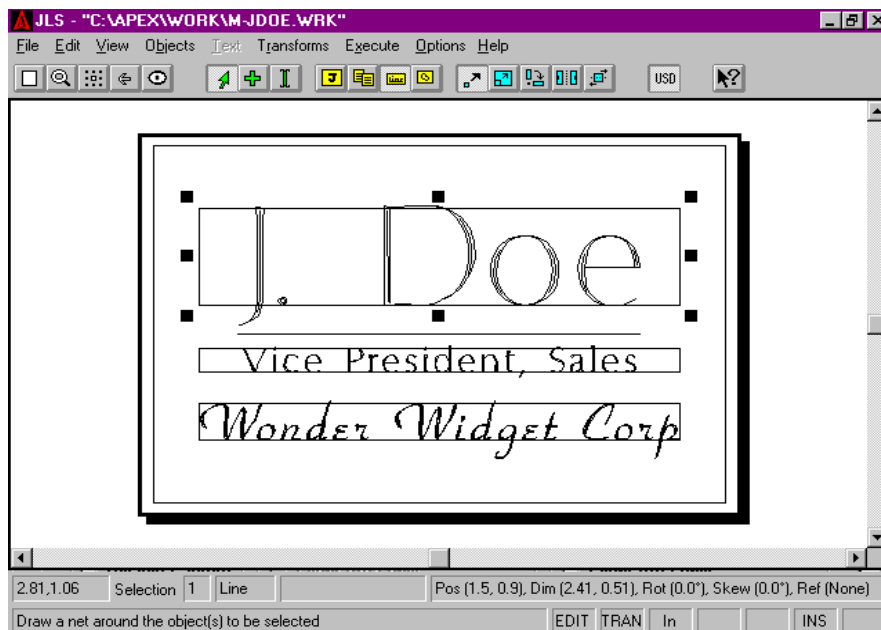 JLS - "C:\APEX\WORK\M-JDOE.WRK"
File Edit View Objects Text Transforms Execute Options Help
J USD ?
J. Doe
Vice President, Sales
Wonder Widget Corp
2.81,1.06 Selection 1 Line Pos (1.5, 0.9), Dim (2.41, 0.51), Rot (0.0°), Skew (0.0°), Ref (None)
Draw a net around the object(s) to be selected EDIT TRAN In INS